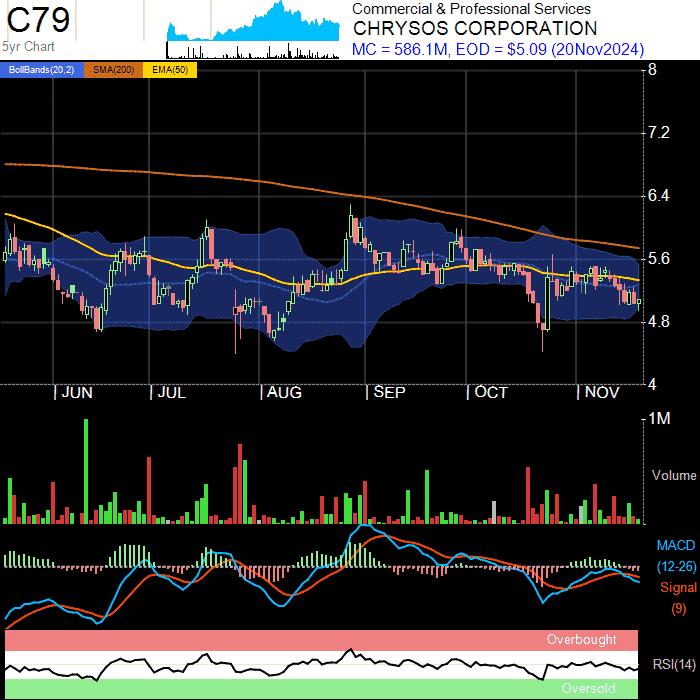 C79
5yr Chart
Commercial & Professional Services
CHRYSOS CORPORATION
MC = 586.1M, EOD = $5.09 (20Nov2024)
BollBands(20,2) SMA(200) EMA(50)
8
7.2
6.4
5.6
4.8
4
JUN JUL AUG SEP OCT NOV
1M
Volume
MACD
(12-26)
Signal
(9)
Overbought
RSI(14)
Oversold